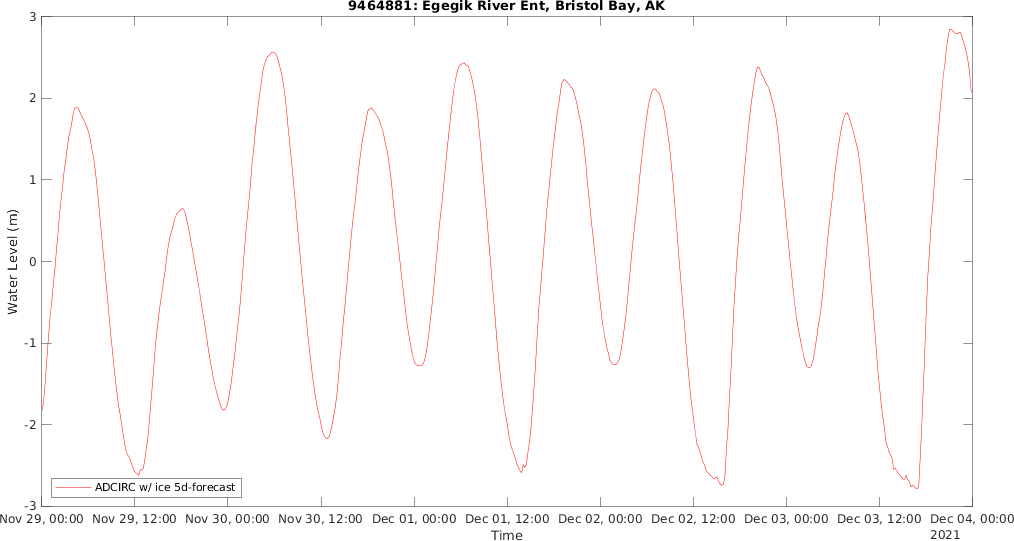 9464881: Egegik River Ent, Bristol Bay, AK
3
2
1
0
-1
-2
-3
Water Level (m)
ADCIRC w/ ice 5d-forecast
Nov 29, 00:00 Nov 29, 12:00 Nov 30, 00:00 Nov 30, 12:00 Dec 01, 00:00 Dec 01, 12:00 Dec 02, 00:00 Dec 02, 12:00 Dec 03, 00:00 Dec 03, 12:00 Dec 04, 00:00
Time
2021